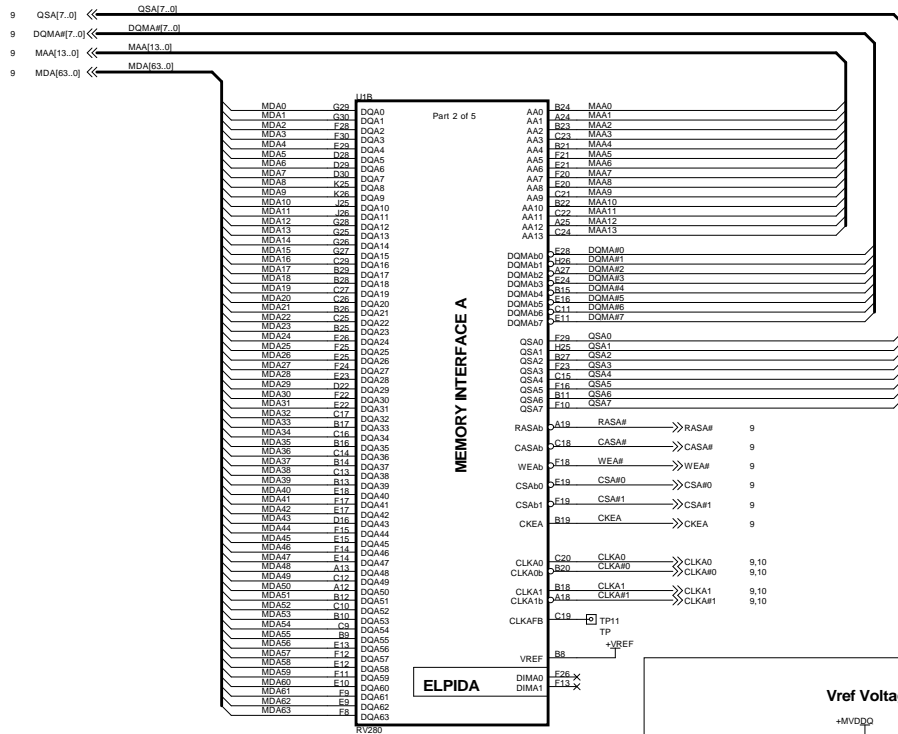 9 QSA[7..0] QSA[7..0]
9 DQMA#[7..0] DQMA#[7..0]
9 MAA[13..0] MAA[13..0]
9 MDA[63..0] MDA[63..0]
U1B
Part 2 of 5
MDA0 G29 DQA0
MDA1 G30 DQA1
MDA2 F28 DQA2
MDA3 F30 DQA3
MDA4 E29 DQA4
MDA5 D28 DQA5
MDA6 D29 DQA6
MDA7 D30 DQA7
MDA8 K25 DQA8
MDA9 K26 DQA9
MDA10 J25 DQA10
MDA11 J26 DQA11
MDA12 G28 DQA12
MDA13 G25 DQA13
MDA14 G26 DQA14
MDA15 G27 DQA15
MDA16 C29 DQA16
MDA17 B29 DQA17
MDA18 B28 DQA18
MDA19 C27 DQA19
MDA20 C26 DQA20
MDA21 B26 DQA21
MDA22 C25 DQA22
MDA23 B25 DQA23
MDA24 E26 DQA24
MDA25 F25 DQA25
MDA26 E25 DQA26
MDA27 F24 DQA27
MDA28 E23 DQA28
MDA29 D22 DQA29
MDA30 F22 DQA30
MDA31 E22 DQA31
MDA32 C17 DQA32
MDA33 B17 DQA33
MDA34 C16 DQA34
MDA35 B16 DQA35
MDA36 C14 DQA36
MDA37 B14 DQA37
MDA38 C13 DQA38
MDA39 B13 DQA39
MDA40 E18 DQA40
MDA41 F17 DQA41
MDA42 E17 DQA42
MDA43 D16 DQA43
MDA44 F15 DQA44
MDA45 E15 DQA45
MDA46 F14 DQA46
MDA47 E14 DQA47
MDA48 A13 DQA48
MDA49 C12 DQA49
MDA50 A12 DQA50
MDA51 B12 DQA51
MDA52 C10 DQA52
MDA53 B10 DQA53
MDA54 C9 DQA54
MDA55 B9 DQA55
MDA56 E13 DQA56
MDA57 F12 DQA57
MDA58 E12 DQA58
MDA59 F11 DQA59
MDA60 E10 DQA60
MDA61 F9 DQA61
MDA62 E9 DQA62
MDA63 F8 DQA63
MEMORY INTERFACE A
ELPIDA
RV280
AA0 B24 MAA0
AA1 A24 MAA1
AA2 B23 MAA2
AA3 C23 MAA3
AA4 B21 MAA4
AA5 F21 MAA5
AA6 E21 MAA6
AA7 F20 MAA7
AA8 E20 MAA8
AA9 C21 MAA9
AA10 B22 MAA10
AA11 C22 MAA11
AA12 A25 MAA12
AA13 C24 MAA13
DQMAb0 E28 DQMA#0
DQMAb1 H26 DQMA#1
DQMAb2 A27 DQMA#2
DQMAb3 E24 DQMA#3
DQMAb4 B15 DQMA#4
DQMAb5 E16 DQMA#5
DQMAb6 C11 DQMA#6
DQMAb7 E11 DQMA#7
QSA0 F29 QSA0
QSA1 H25 QSA1
QSA2 B27 QSA2
QSA3 F23 QSA3
QSA4 C15 QSA4
QSA5 F16 QSA5
QSA6 B11 QSA6
QSA7 F10 QSA7
RASAb A19 RASA# RASA# 9
CASAb C18 CASA# CASA# 9
WEAb F18 WEA# WEA# 9
CSAb0 E19 CSA#0 CSA#0 9
CSAb1 F19 CSA#1 CSA#1 9
CKEA B19 CKEA CKEA 9
CLKA0 C20 CLKA0 CLKA0 9,10
CLKA0b B20 CLKA#0 CLKA#0 9,10
CLKA1 B18 CLKA1 CLKA1 9,10
CLKA1b A18 CLKA#1 CLKA#1 9,10
CLKAFB C19 TP11
TP
+VREF
VREF B8
DIMA0 F26
DIMA1 F13
Vref Volta
+MVDDQ